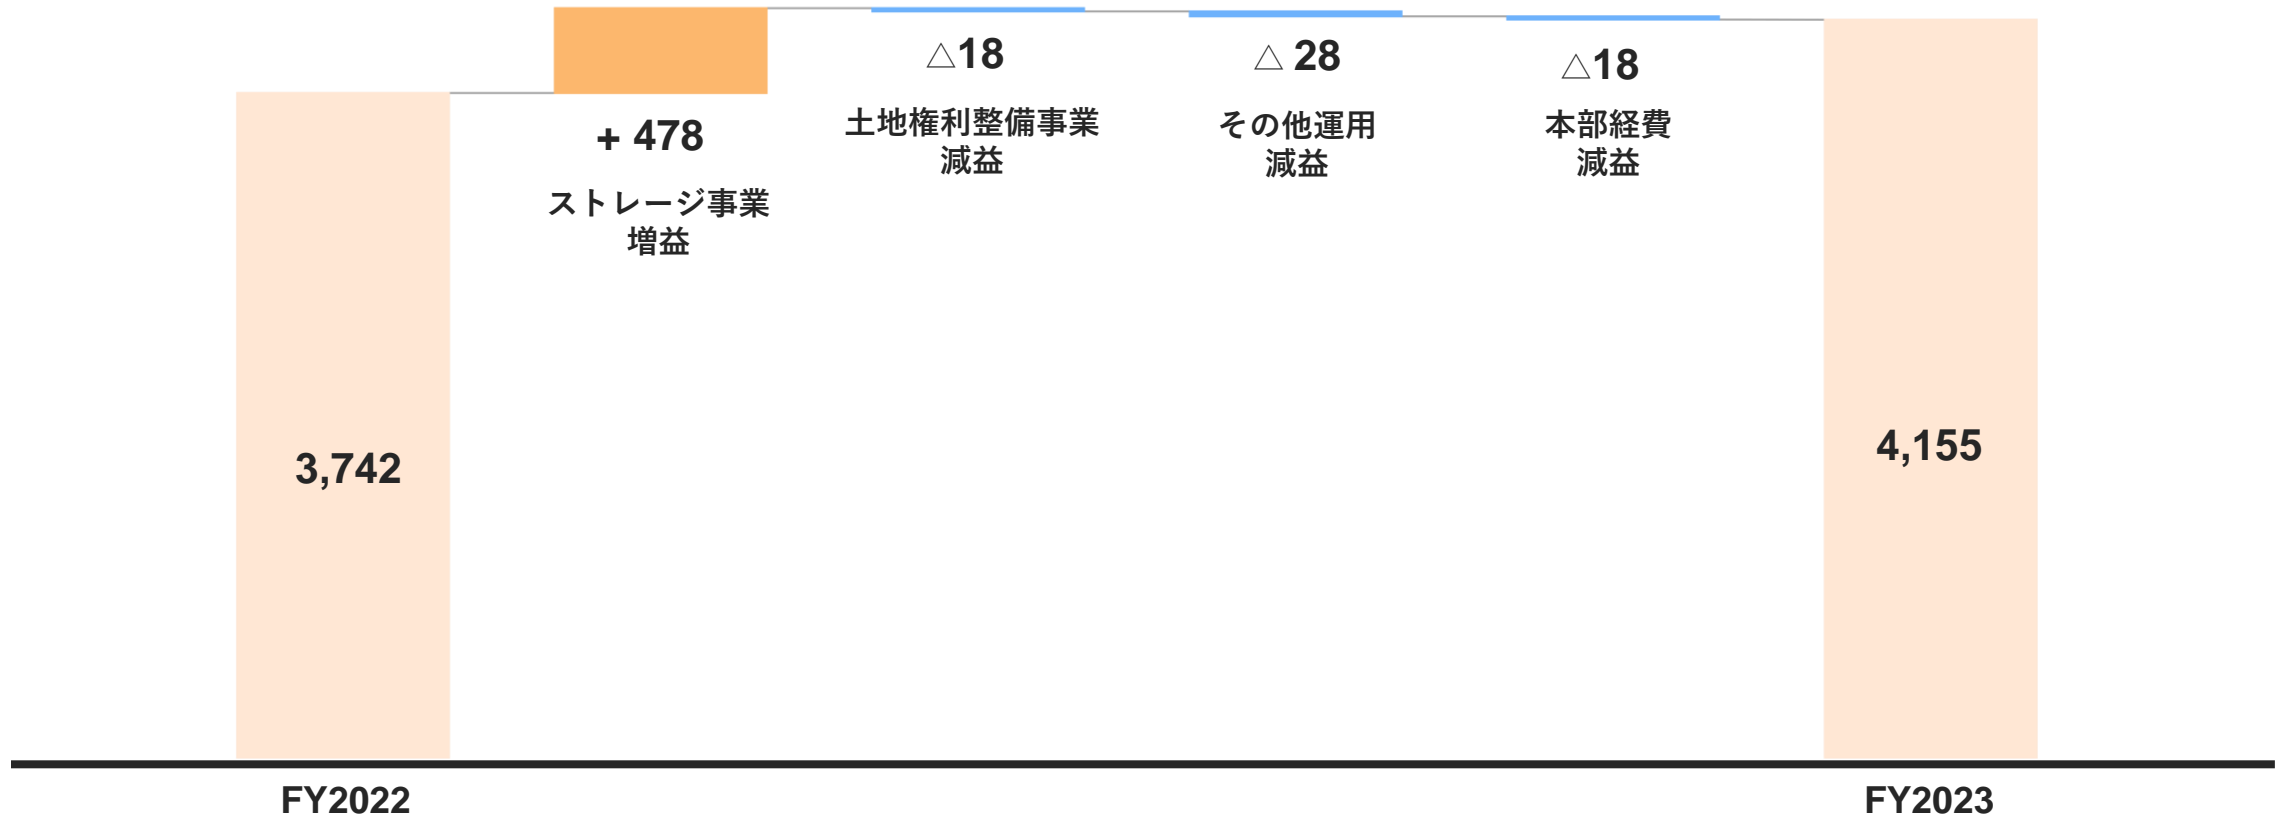 + 478
ストレージ事業
増益
△18
土地権利整備事業
減益
△ 28
その他運用
減益
△18
本部経費
減益
3,742
4,155
FY2022
FY2023